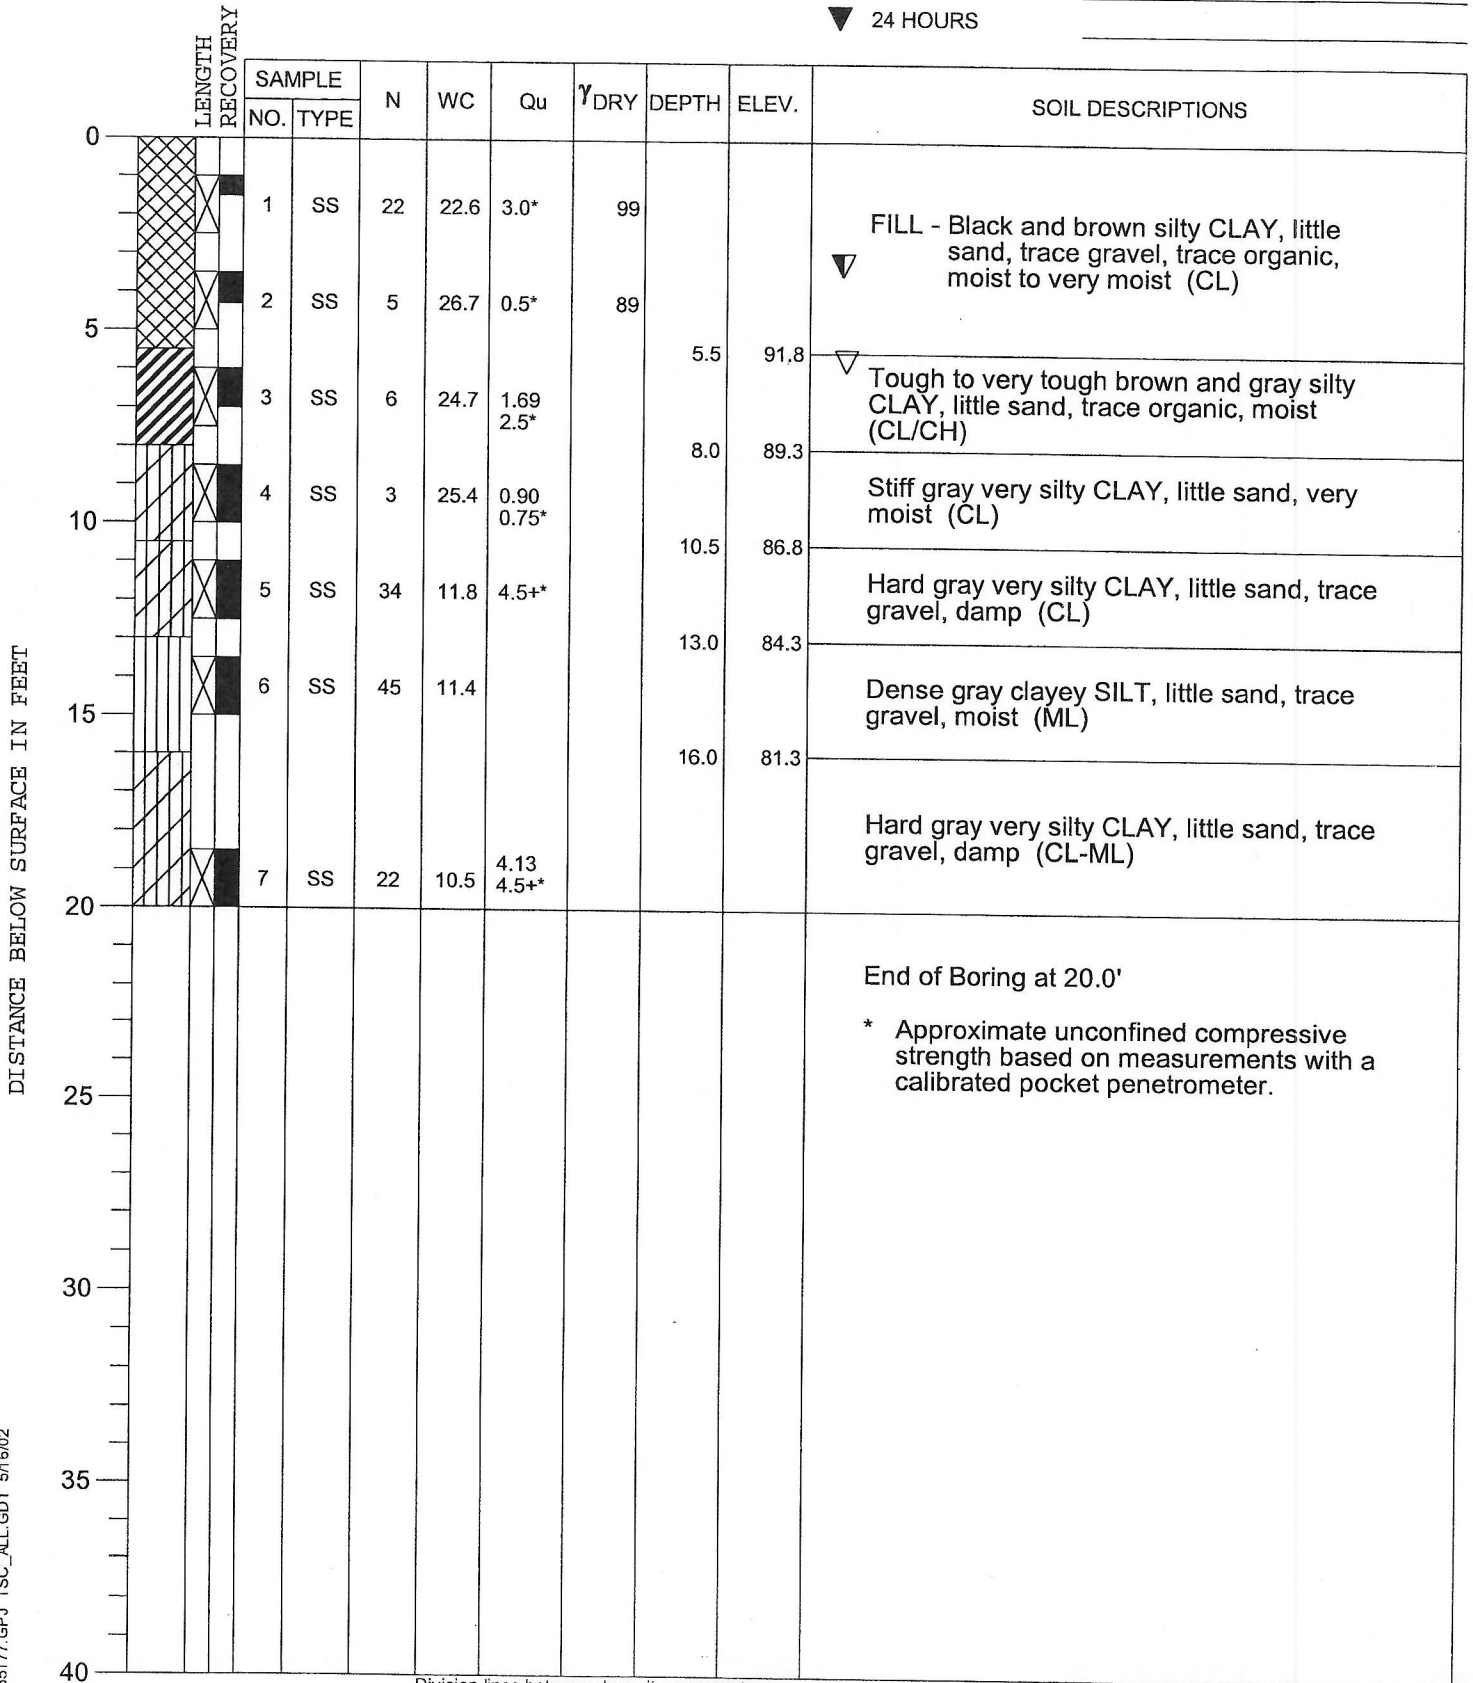 24 HOURS
LENGTH
RECOVERY
SAMPLE
NO. TYPE N WC Qu γDRY DEPTH ELEV. SOIL DESCRIPTIONS
DISTANCE BELOW SURFACE IN FEET
0
1 SS 22 22.6 3.0* 99
FILL - Black and brown silty CLAY, little
sand, trace gravel, trace organic,
moist to very moist (CL)
2 SS 5 26.7 0.5* 89
5
5.5 91.8
Tough to very tough brown and gray silty
CLAY, little sand, trace organic, moist
(CL/CH)
3 SS 6 24.7 1.69
2.5*
8.0 89.3
Stiff gray very silty CLAY, little sand, very
moist (CL)
4 SS 3 25.4 0.90
0.75*
10
10.5 86.8
Hard gray very silty CLAY, little sand, trace
gravel, damp (CL)
5 SS 34 11.8 4.5+*
13.0 84.3
6 SS 45 11.4
Dense gray clayey SILT, little sand, trace
gravel, moist (ML)
15
16.0 81.3
Hard gray very silty CLAY, little sand, trace
gravel, damp (CL-ML)
7 SS 22 10.5 4.13
4.5+*
20
End of Boring at 20.0'
* Approximate unconfined compressive
strength based on measurements with a
calibrated pocket penetrometer.
25
30
35
40
TSC_ALL.GDT 5/16/02